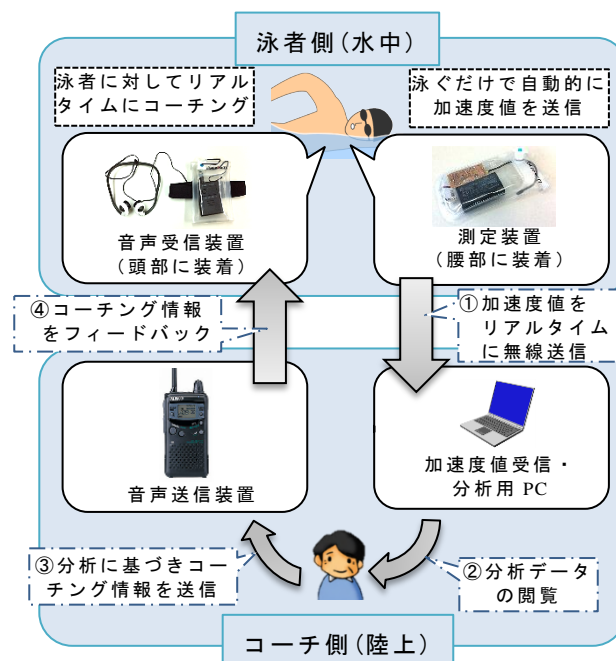 泳者側(水中)
泳者に対してリアル
タイムにコーチング
泳ぐだけで自動的に
加速度値を送信
音声受信装置
(頭部に装着)
測定装置
(腰部に装着)
④コーチング情報
をフィードバック
①加速度値を
リアルタイム
に無線送信
音声送信装置
加速度値受信・
分析用 PC
③分析に基づきコー
チング情報を送信
②分析データ
の閲覧
コーチ側(陸上)